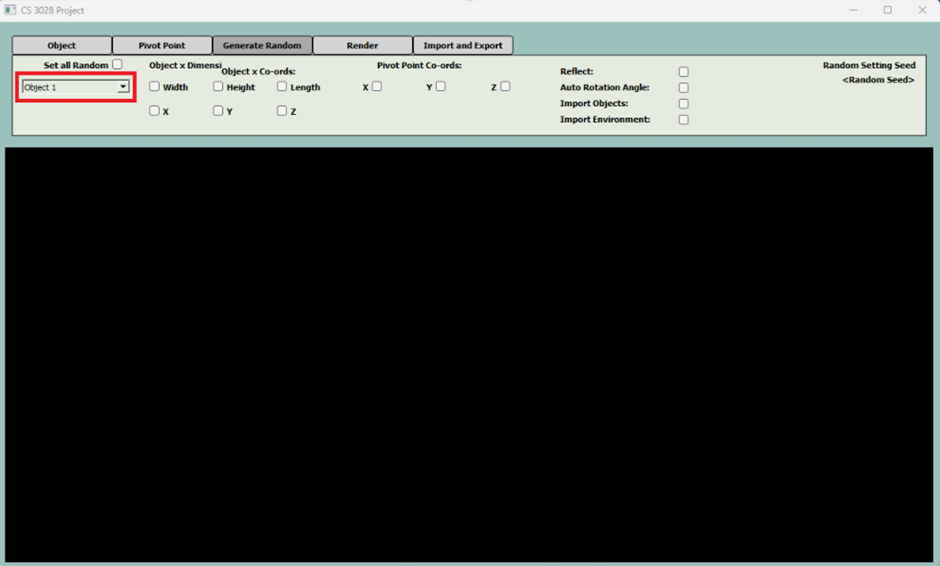 CS 3028 Project
Object Pivot Point Generate Random Render Import and Export
Set all Random
Object 1
Object x Dimensi
Object x Co-ords:
Width Height Length
X Y Z
Pivot Point Co-ords:
X Y Z
Reflect:
Auto Rotation Angle:
Import Objects:
Import Environment:
Random Setting Seed
<Random Seed>